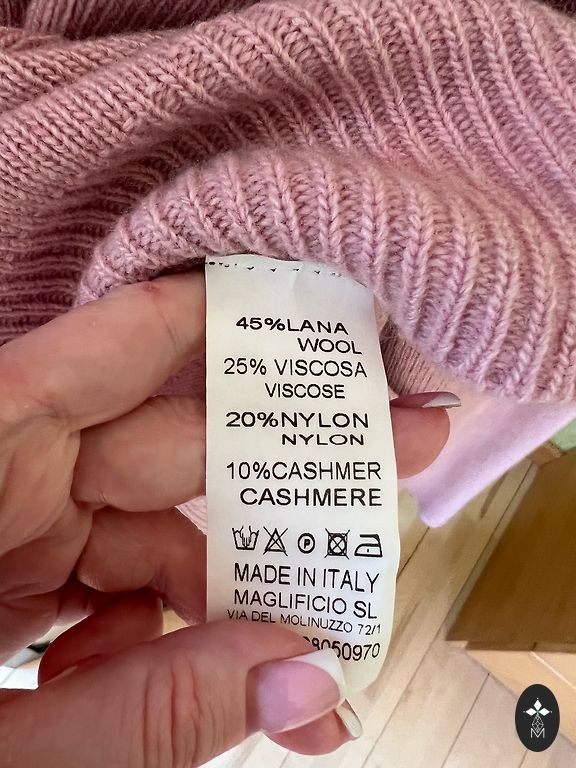 45%LANA
WOOL
25% VISCOSA
VISCOSE
20%NYLON
NYLON
10%CASHMER
CASHMERE
P
MADE IN ITALY
MAGLIFICIO SL
VIA DEL MOLINUZZO 72/1
8050970
M